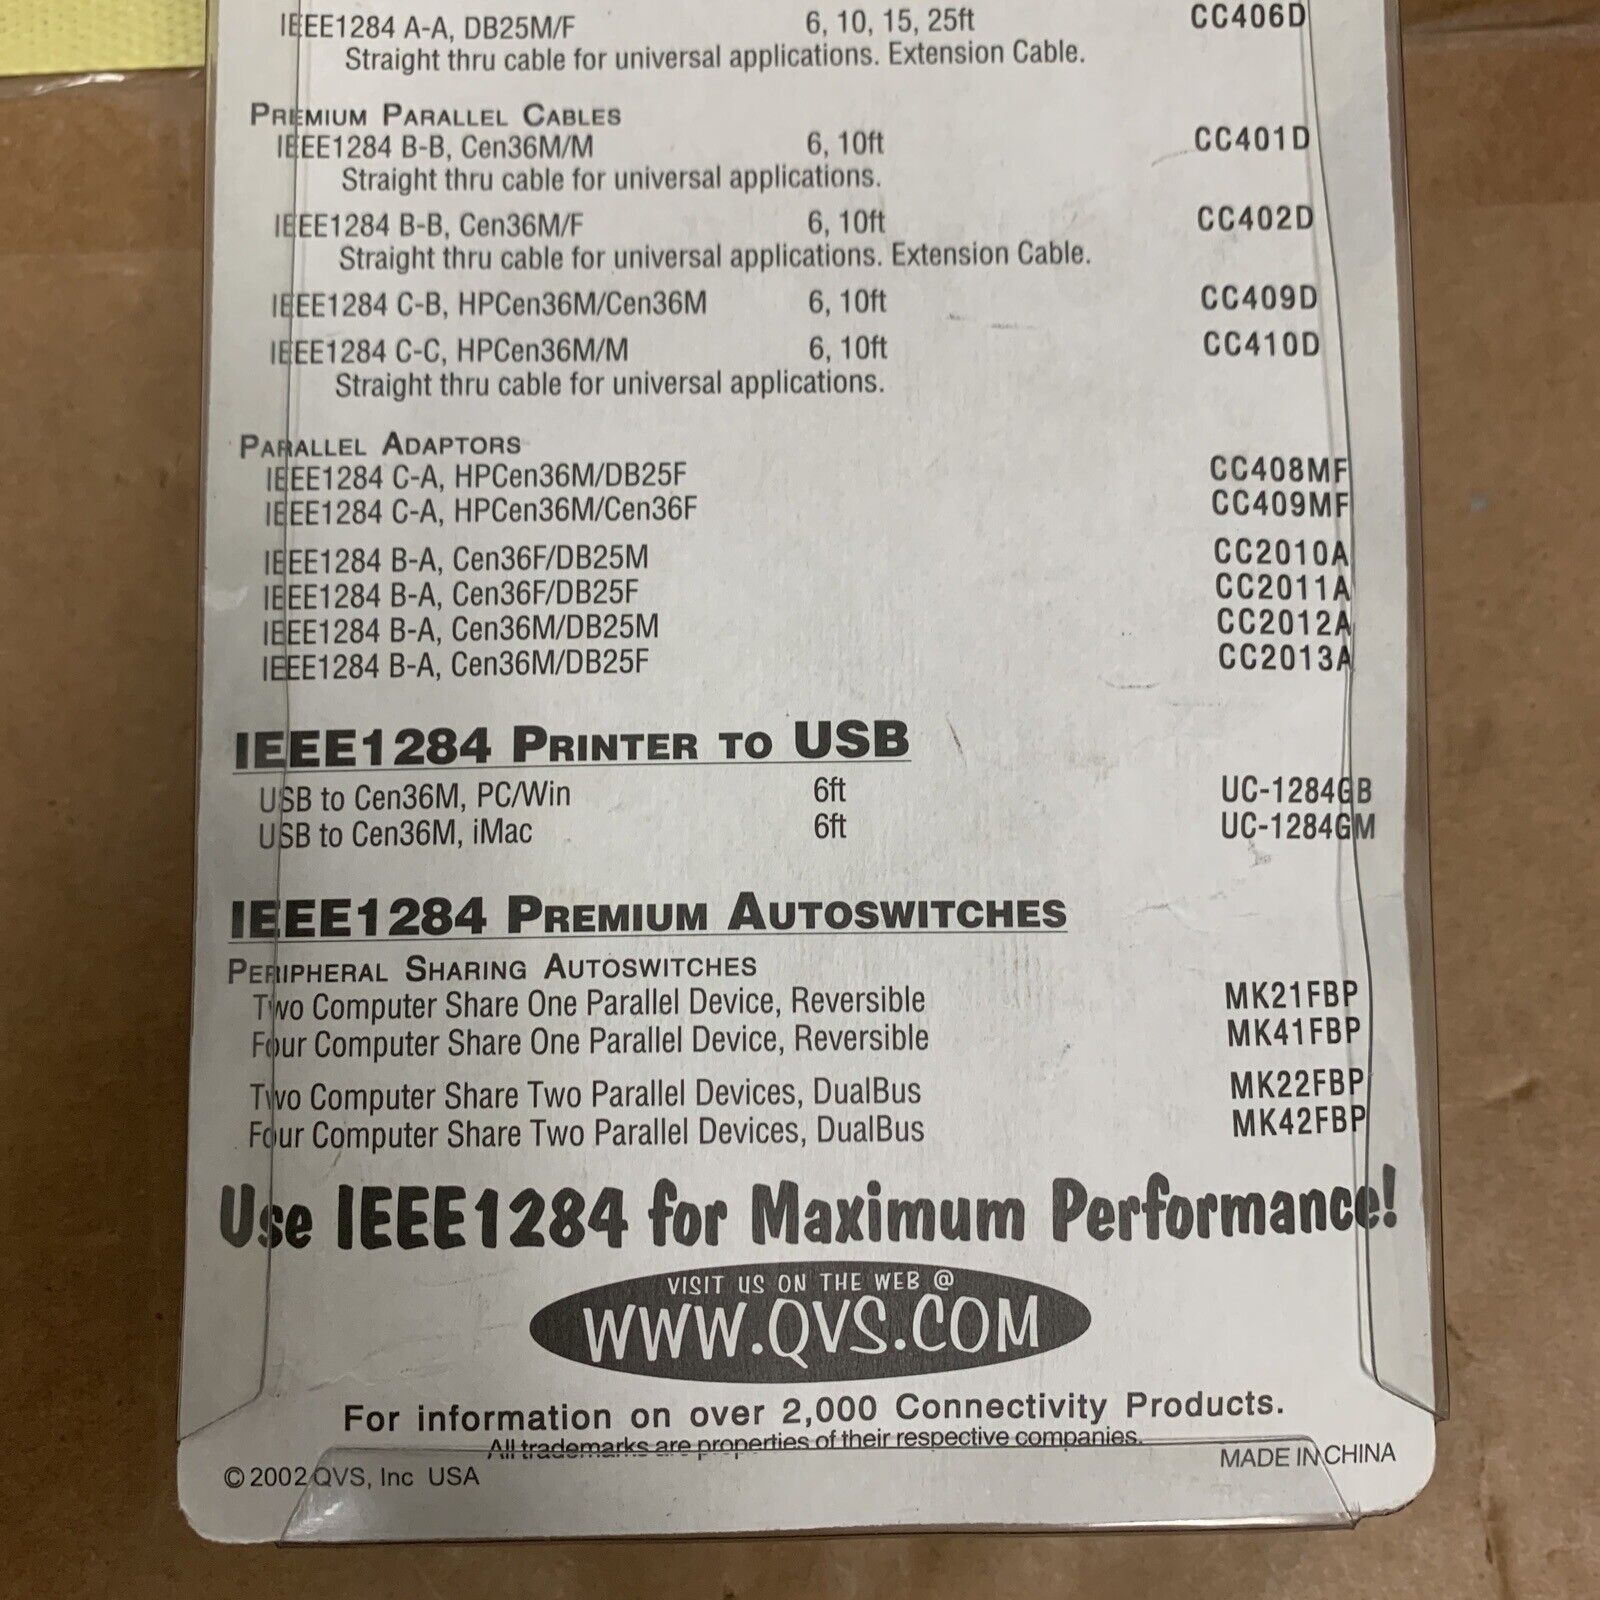 IEEE1284 A-A, DB25M/F 6, 10, 15, 25ft CC406D
Straight thru cable for universal applications. Extension Cable.
PREMIUM PARALLEL CABLES
IEEE1284 B-B, Cen36M/M 6, 10ft CC401D
Straight thru cable for universal applications.
IEEE1284 B-B, Cen36M/F 6, 10ft CC402D
Straight thru cable for universal applications. Extension Cable.
IEEE1284 C-B, HPCen36M/Cen36M 6, 10ft CC409D
IEEE1284 C-C, HPCen36M/M 6, 10ft CC410D
Straight thru cable for universal applications.
PARALLEL ADAPTORS
IEEE1284 C-A, HPCen36M/DB25F CC408MF
IEEE1284 C-A, HPCen36M/Cen36F CC409MF
IEEE1284 B-A, Cen36F/DB25M CC2010A
IEEE1284 B-A, Cen36F/DB25F CC2011A
IEEE1284 B-A, Cen36M/DB25M CC2012A
IEEE1284 B-A, Cen36M/DB25F CC2013A
IEEE1284 PRINTER TO USB
USB to Cen36M, PC/Win 6ft UC-1284GB
USB to Cen36M, iMac 6ft UC-1284GM
IEEE1284 PREMIUM AUTOSWITCHES
PERIPHERAL SHARING AUTOSWITCHES
Two Computer Share One Parallel Device, Reversible MK21FBP
Four Computer Share One Parallel Device, Reversible MK41FBP
Two Computer Share Two Parallel Devices, DualBus MK22FBP
Four Computer Share Two Parallel Devices, DualBus MK42FBP
Use IEEE1284 for Maximum Performance!
VISIT US ON THE WEB @
WWW.QVS.COM
For information on over 2,000 Connectivity Products.
All trademarks are properties of their respective companies.
© 2002 QVS, Inc USA MADE IN CHINA